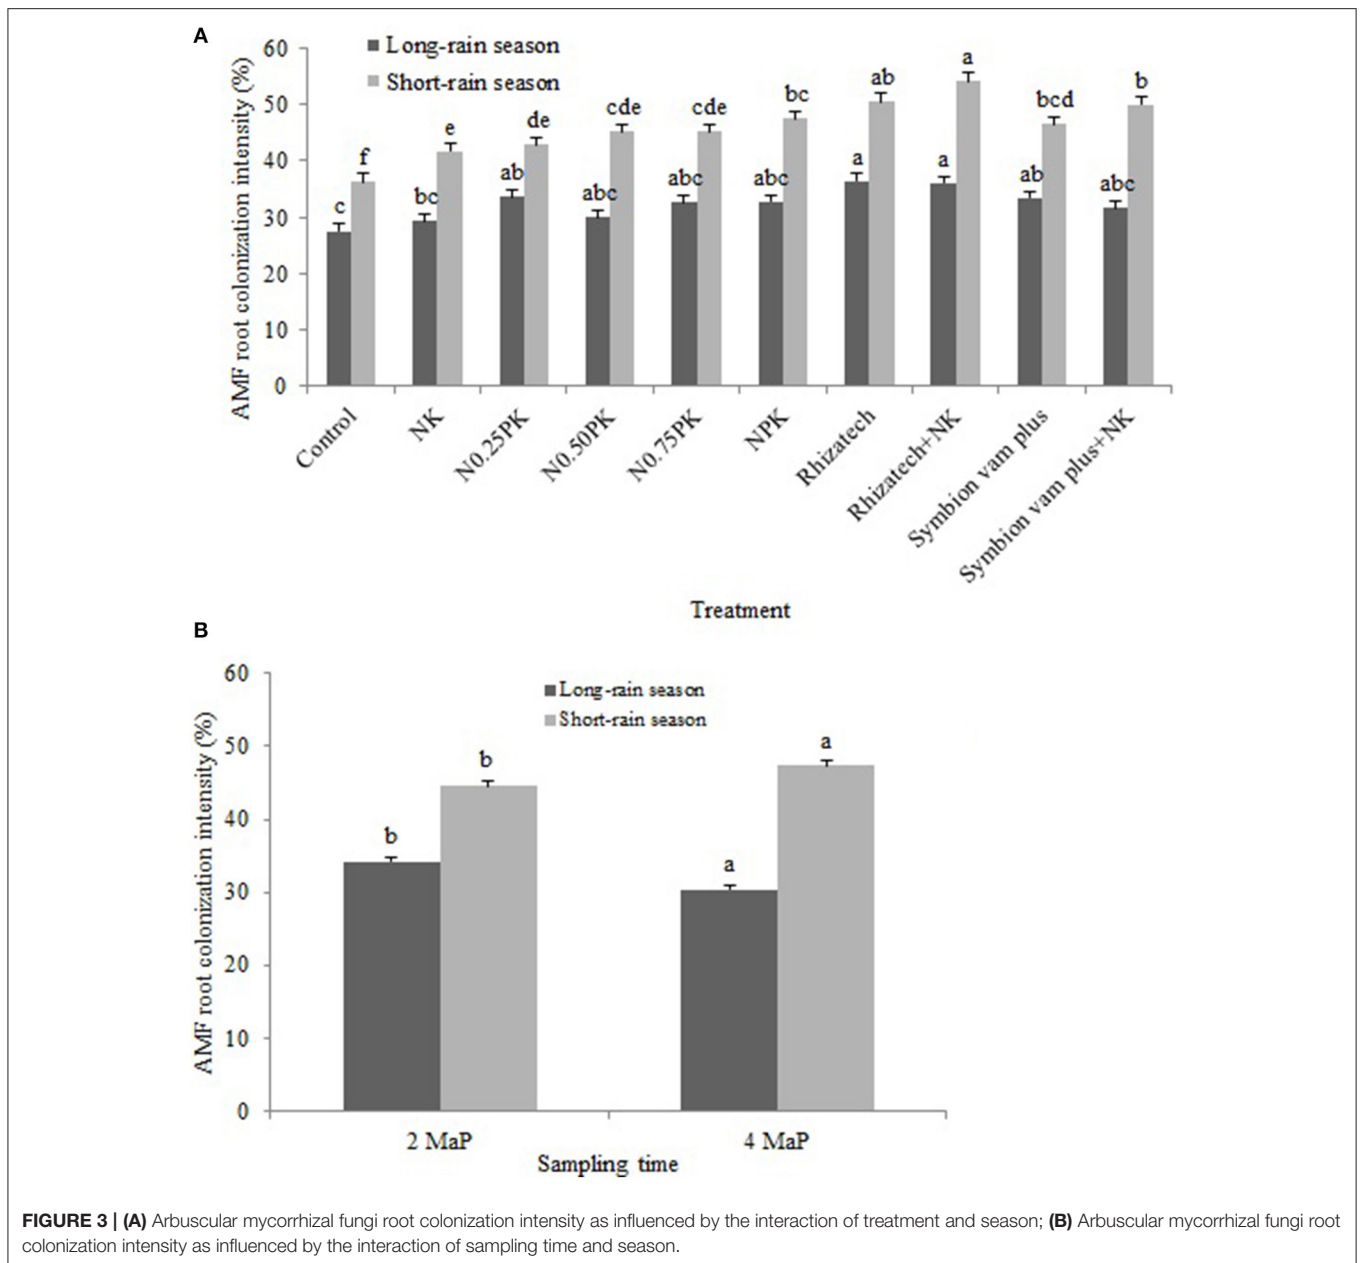 A
Long-rain season
Short-rain season
AMF root colonization intensity (%)
60
50
40
30
20
10
0
c
f
bc
e
ab
de
abc
cde
abc
cde
abc
bc
a
ab
a
a
ab
bcd
abc
b
Control
NK
N0.25PK
N0.50PK
N0.75PK
NPK
Rhizatech
Rhizatech+NK
Symbion vam plus
Symbion vam plus+NK
Treatment
B
Long-rain season
Short-rain season
AMF root colonization intensity (%)
60
50
40
30
20
10
0
b
b
a
a
2 MaP
4 MaP
Sampling time
FIGURE 3 | (A) Arbuscular mycorrhizal fungi root colonization intensity as influenced by the interaction of treatment and season; (B) Arbuscular mycorrhizal fungi root
colonization intensity as influenced by the interaction of sampling time and season.